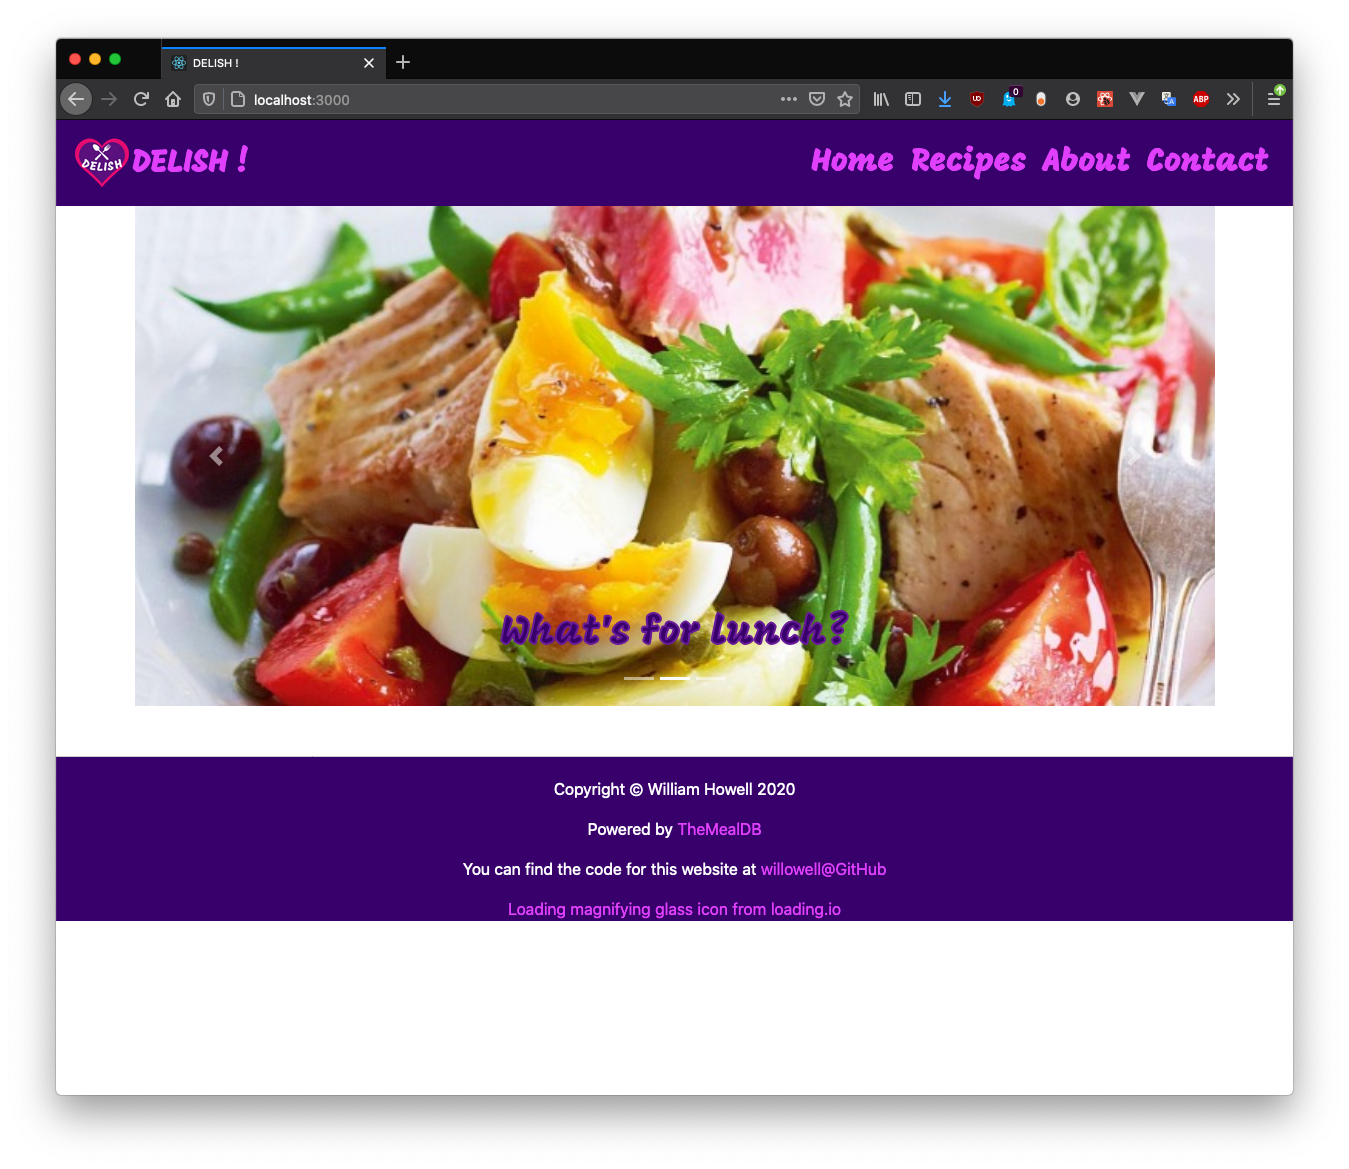 DELISH !
localhost:3000
UD
0
ABP
DELISH
DELISH !
Home Recipes About Contact
What's for lunch?
Copyright © William Howell 2020
Powered by TheMealDB
You can find the code for this website at willowell@GitHub
Loading magnifying glass icon from loading.io